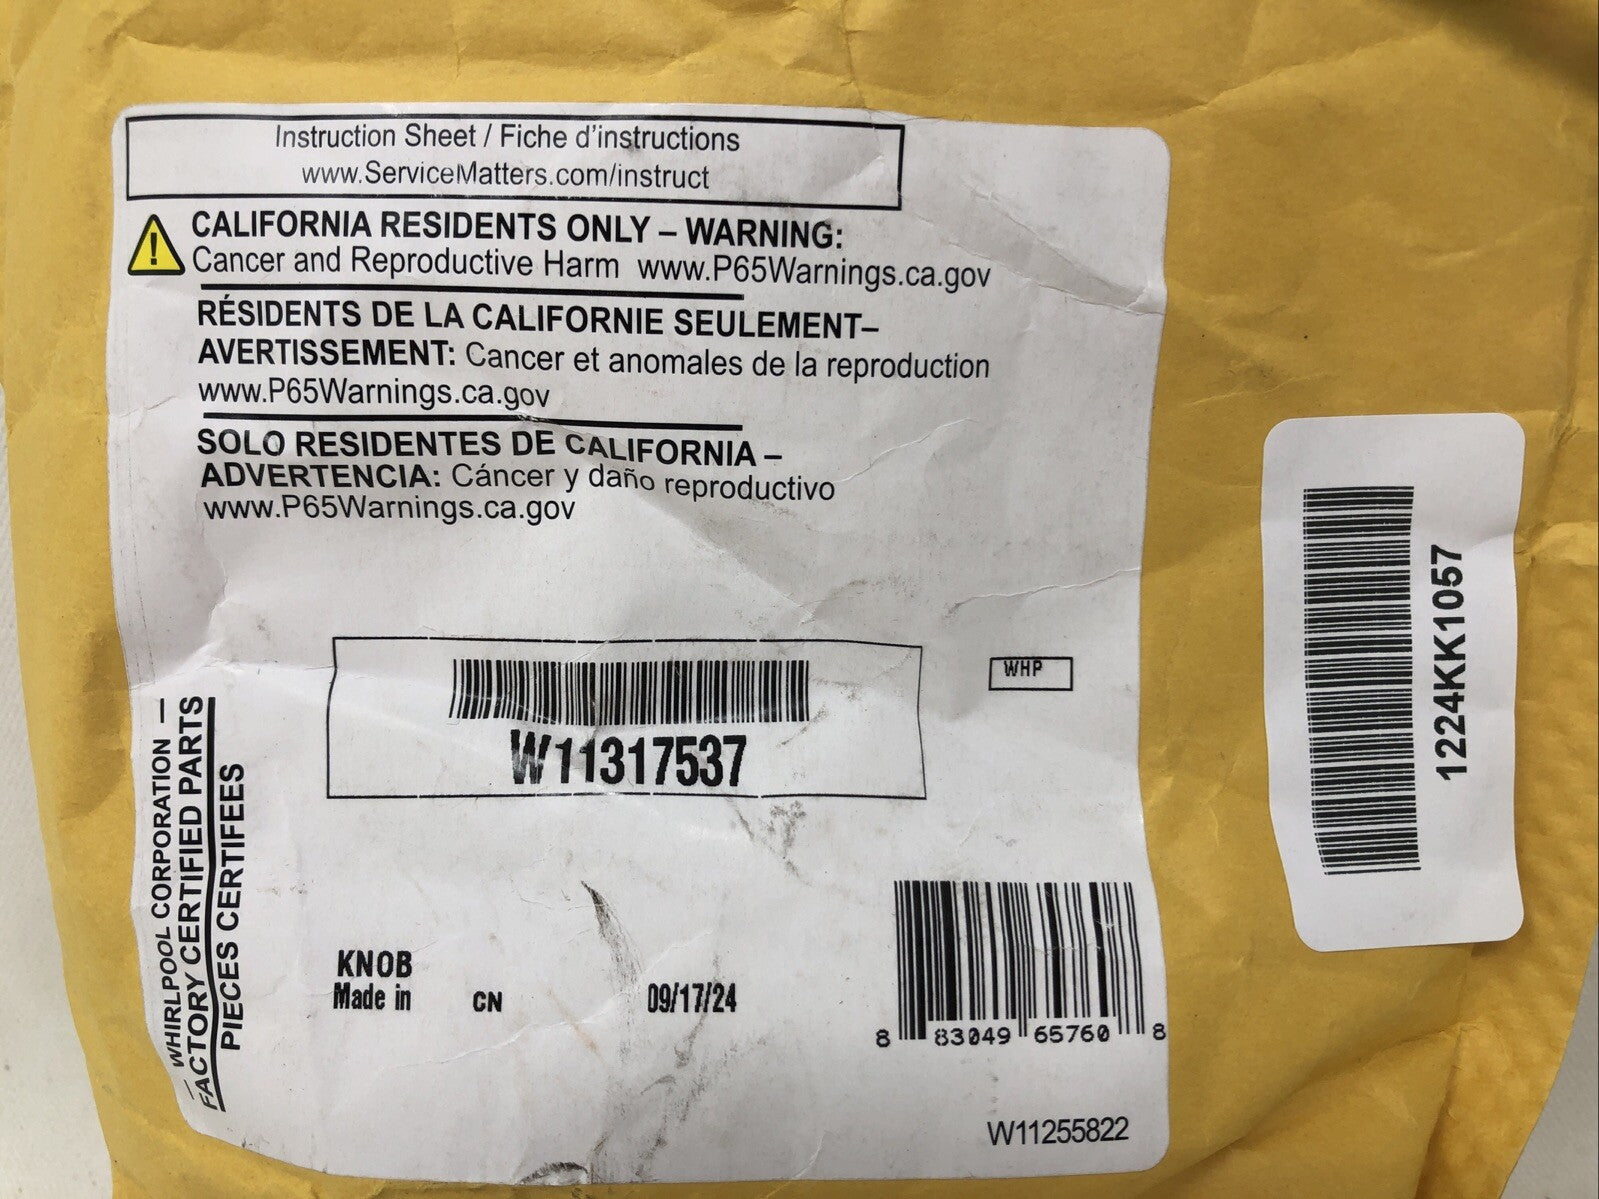 Instruction Sheet / Fiche d'instructions
www.ServiceMatters.com/instruct
CALIFORNIA RESIDENTS ONLY – WARNING:
Cancer and Reproductive Harm www.P65Warnings.ca.gov
RÉSIDENTS DE LA CALIFORNIE SEULEMENT–
AVERTISSEMENT: Cancer et anomales de la reproduction
www.P65Warnings.ca.gov
SOLO RESIDENTES DE CALIFORNIA –
ADVERTENCIA: Cáncer y daño reproductivo
www.P65Warnings.ca.gov
WHP
W11317537
— WHIRLPOOL CORPORATION —
FACTORY CERTIFIED PARTS
PIECES CERTIFEES
KNOB
Made in CN 09/17/24
8 83049 65760 8
W11255822
1224KK1057